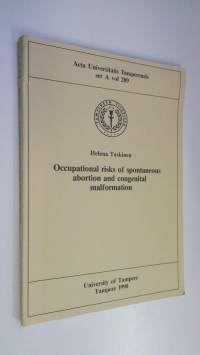 Acta Universitatis Tamperensis
ser A vol 289
Helena Taskinen
Occupational risks of spontaneous
abortion and congenital
malformation
University of Tampere
Tampere 1990